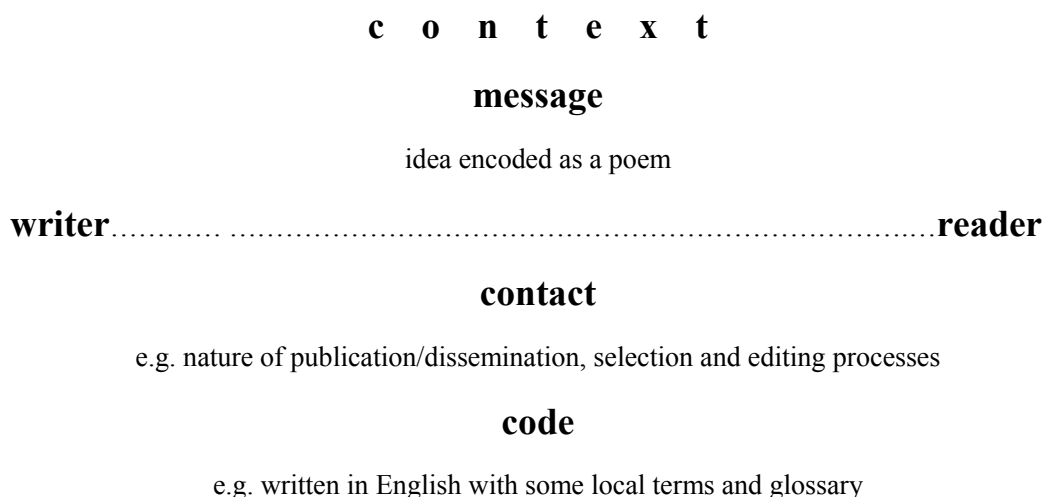 c o n t e x t
message
idea encoded as a poem
writer………… ………………………………………………………………….…reader
contact
e.g. nature of publication/dissemination, selection and editing processes
code
e.g. written in English with some local terms and glossary